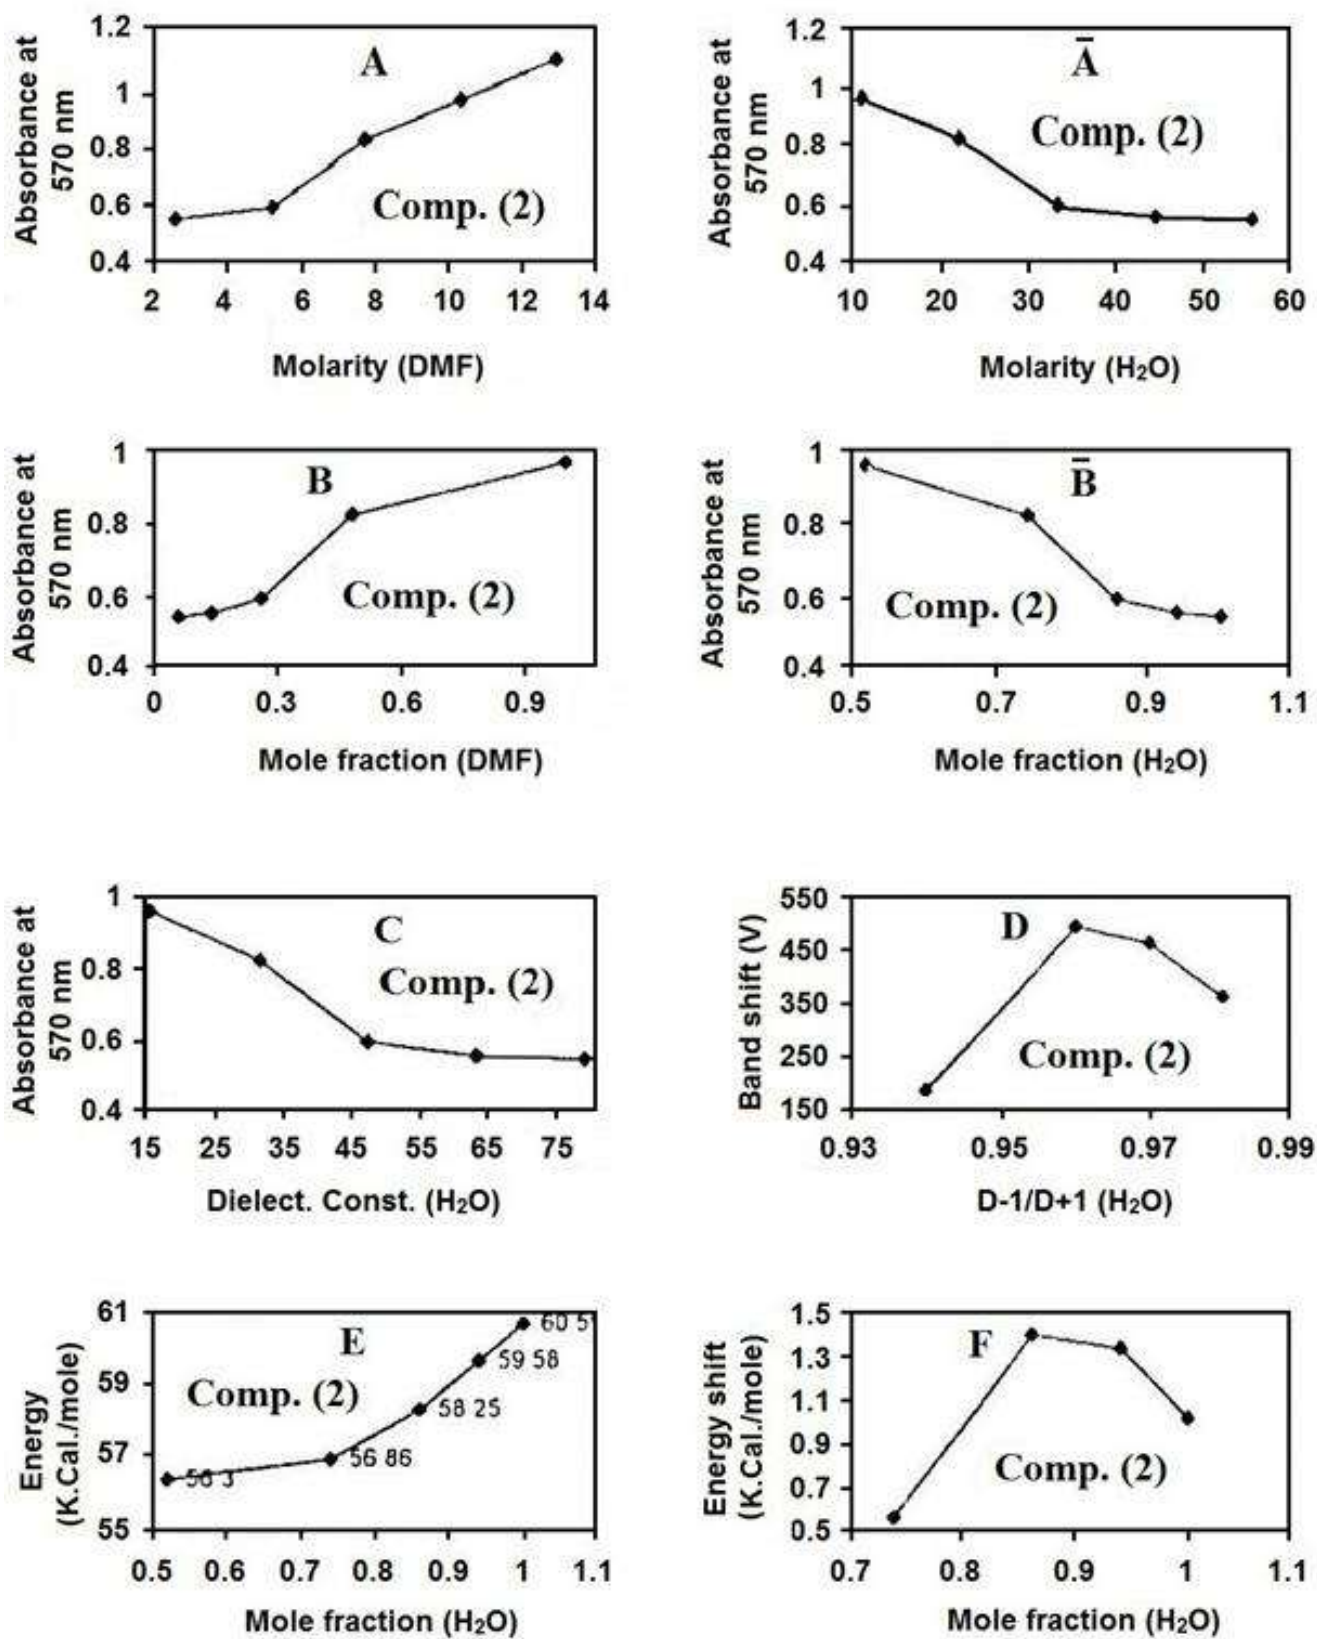 Absorbance at
570 nm
1.2
1
0.8
0.6
0.4
A
Comp. (2)
2 4 6 8 10 12 14
Molarity (DMF)
Absorbance at
570 nm
1.2
1
0.8
0.6
0.4
Ā
Comp. (2)
10 20 30 40 50 60
Molarity (H₂O)
Absorbance at
570 nm
1
0.8
0.6
0.4
B
Comp. (2)
0 0.3 0.6 0.9
Mole fraction (DMF)
Absorbance at
570 nm
1
0.8
0.6
0.4
B̄
Comp. (2)
0.5 0.7 0.9 1.1
Mole fraction (H₂O)
Absorbance at
570 nm
1
0.8
0.6
0.4
C
Comp. (2)
15 25 35 45 55 65 75
Dielect. Const. (H₂O)
Band shift (V)
550
450
350
250
150
D
Comp. (2)
0.93 0.95 0.97 0.99
D-1/D+1 (H₂O)
Energy
(K.Cal./mole)
61
59
57
55
E
Comp. (2)
60 5
59 58
58 25
56 86
56 3
0.5 0.6 0.7 0.8 0.9 1 1.1
Mole fraction (H₂O)
Energy shift
(K.Cal./mole)
1.5
1.3
1.1
0.9
0.7
0.5
F
Comp. (2)
0.7 0.8 0.9 1 1.1
Mole fraction (H₂O)